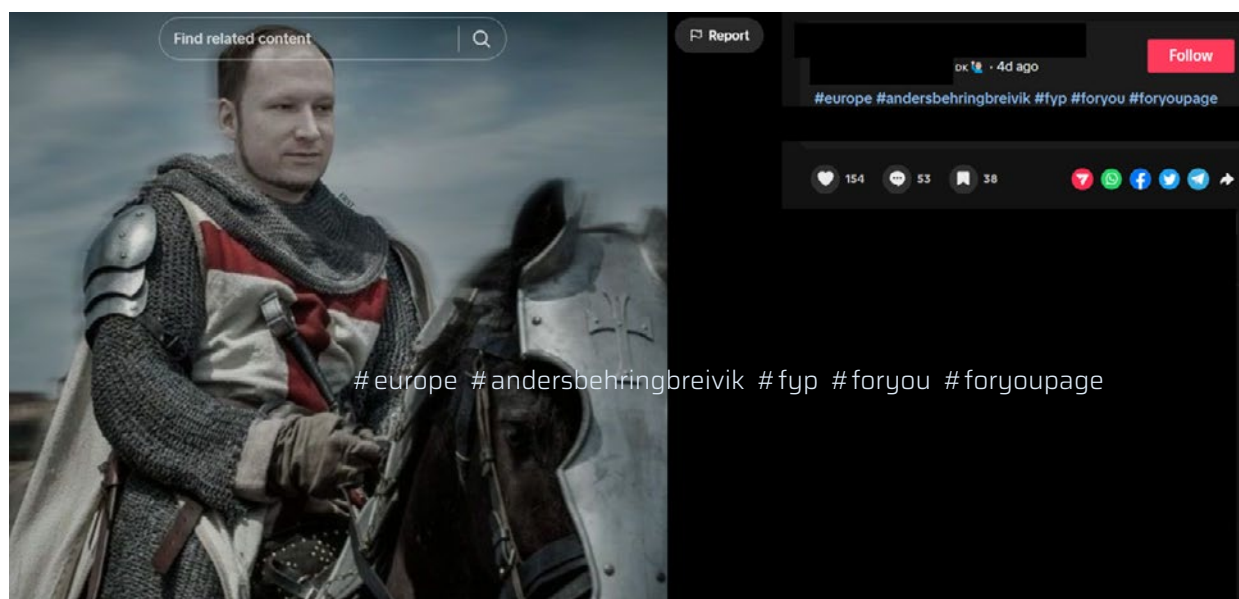 Find related content
Report
Follow
DK · 4d ago
#europe #andersbehringbreivik #fyp #foryou #foryoupage
154 53 38
#europe #andersbehringbreivik #fyp #foryou #foryoupage